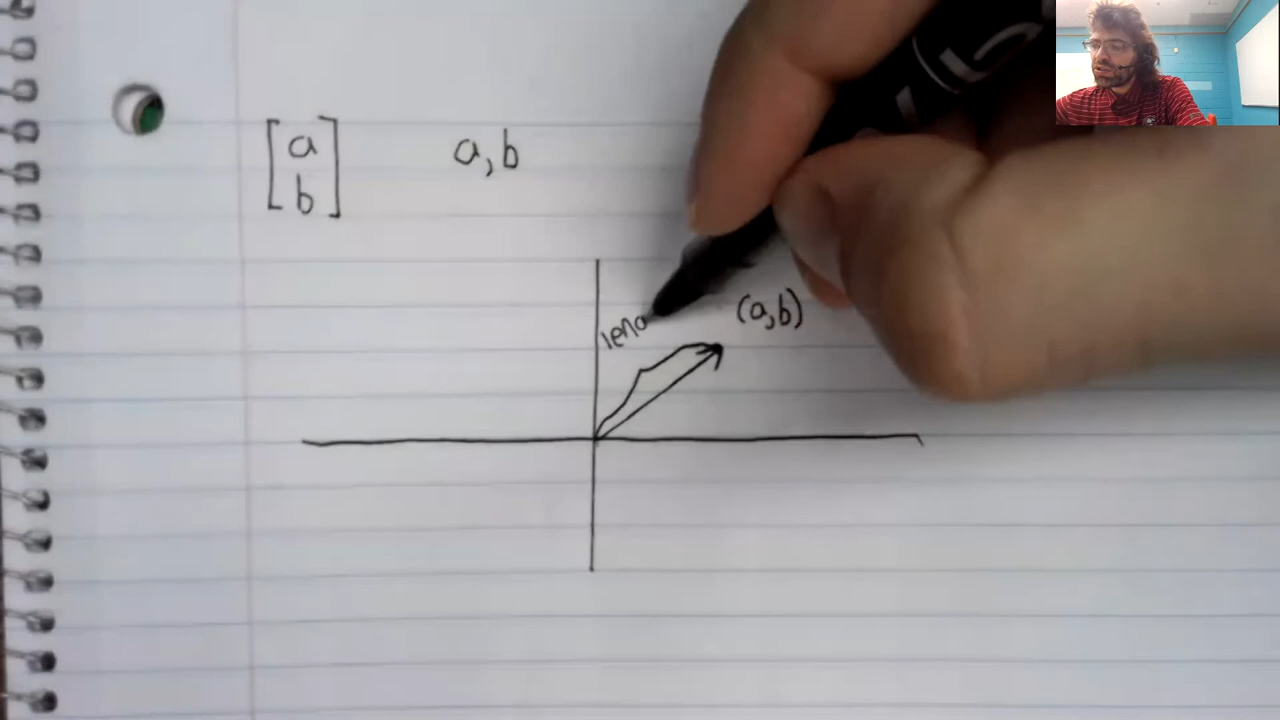 [a
b]
a,b
(a,b)
leng